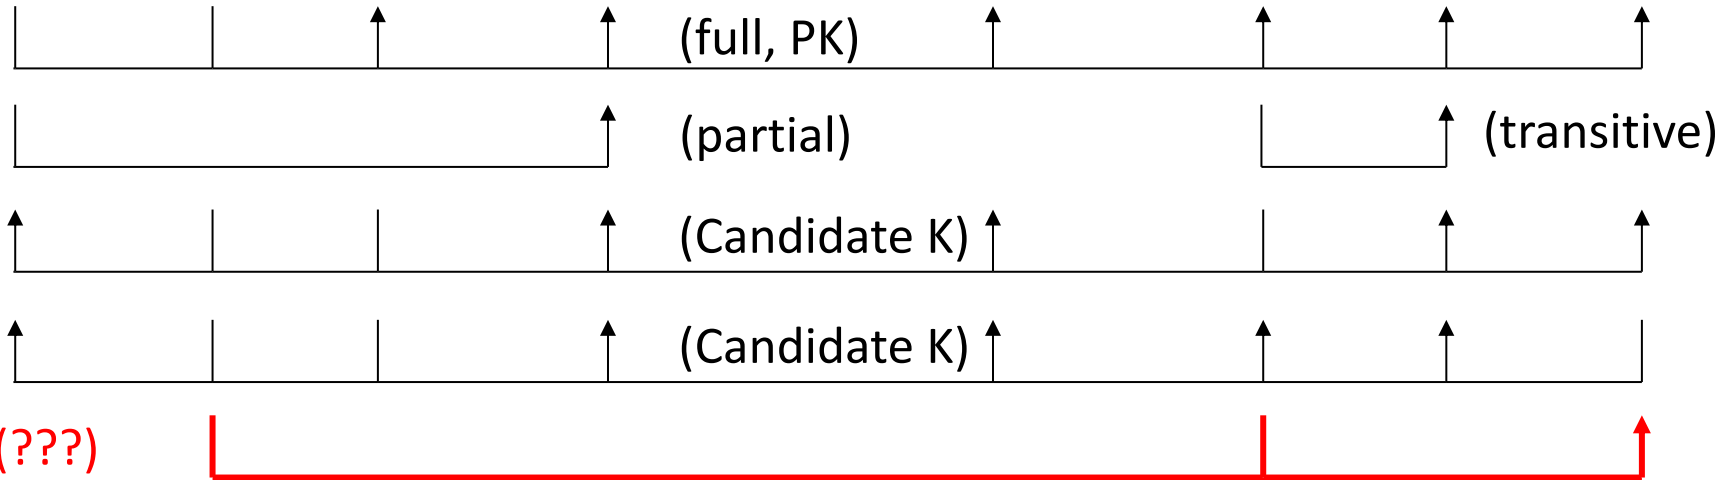 (full, PK)
(partial)
(transitive)
(Candidate K)
(Candidate K)
(???)